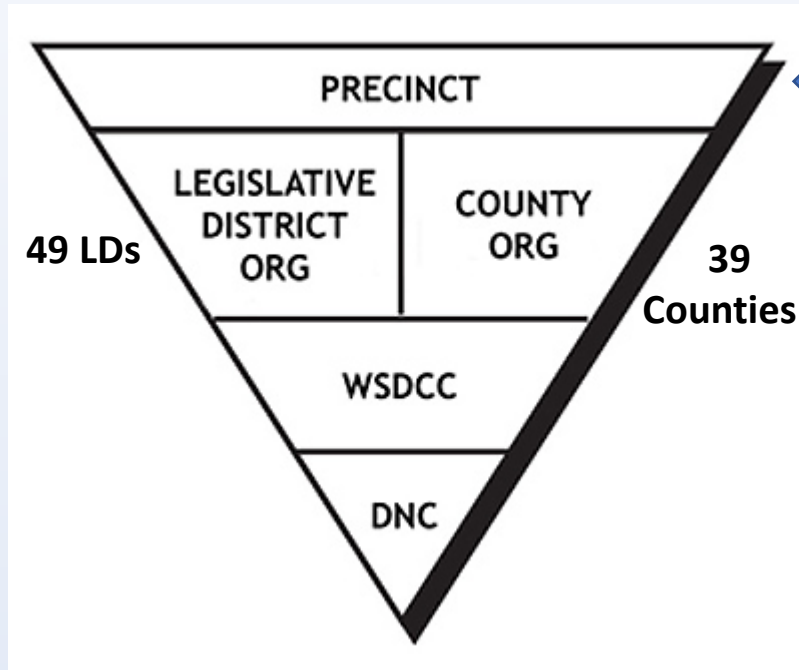 PRECINCT
LEGISLATIVE
DISTRICT
ORG
COUNTY
ORG
49 LDs
39
Counties
WSDCC
DNC